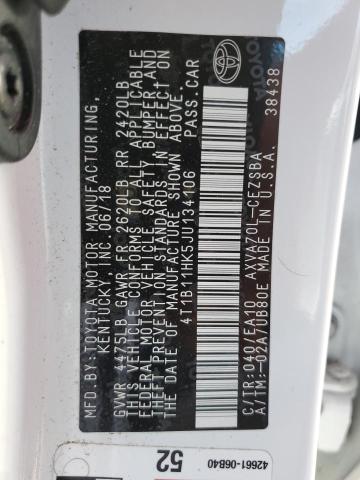 MFD.BY:TOYOTA MOTOR MANUFACTURING,
KENTUCKY, INC.06/18
GVWR 4475LB GAWR FR 2620LB RR 2420LB
THIS VEHICLE CONFORMS TO ALL APPLICABLE
FEDERAL MOTOR VEHICLE SAFETY, BUMPER, AND
THEFT PREVENTION STANDARDS IN EFFECT ON
THE DATE OF MANUFACTURE SHOWN ABOVE.
4T1B11HK5JU134106 PASS.CAR
C/TR:040/EA10 AXVA70L-CEZSBA
A/TM:-02A/UB80E MADE IN U.S.A.
38438
TOYOTA
52
42661-06B40